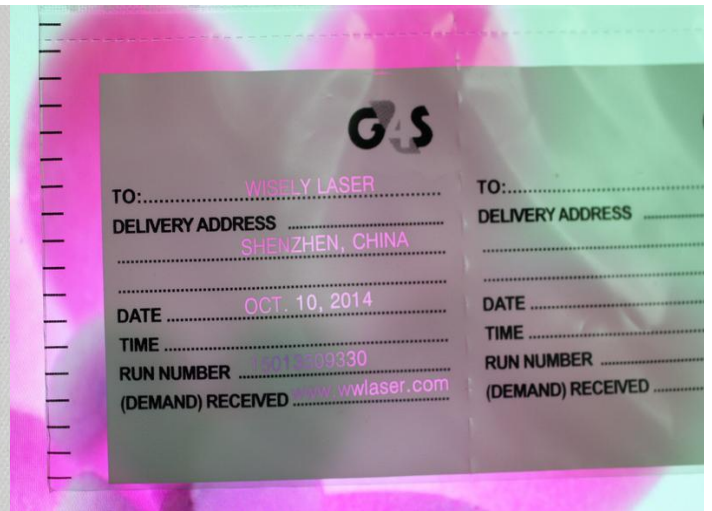 G4S
TO: WISELY LASER
DELIVERY ADDRESS
SHENZHEN, CHINA
DATE OCT. 10, 2014
TIME
RUN NUMBER
(DEMAND) RECEIVED www.wwlaser.com
TO:
DELIVERY ADDRESS
DATE
TIME
RUN NUMBER
(DEMAND) RECEIVED